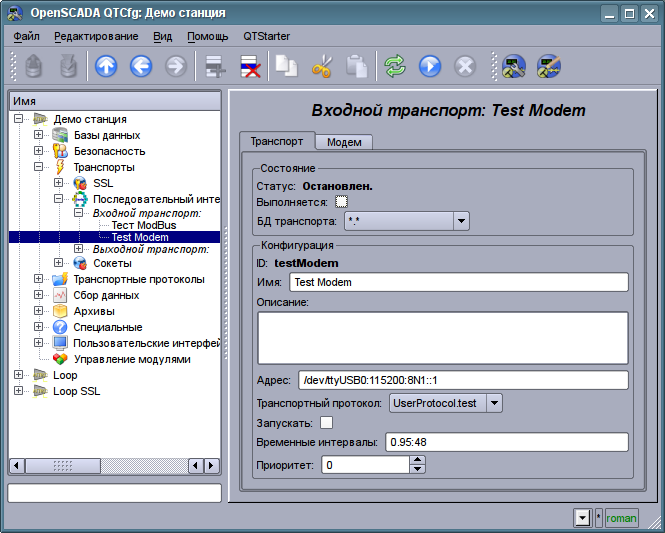 OpenSCADA QTCfg: Демо станция
Файл Редактирование Вид Помощь QTStarter
Имя
Демо станция
Базы данных
Безопасность
Транспорты
SSL
Последовательный инте
Входной транспорт:
Тест ModBus
Test Modem
Выходной транспорт:
Сокеты
Транспортные протоколы
Сбор данных
Архивы
Специальные
Пользовательские интерфей
Управление модулями
Loop
Loop SSL
Входной транспорт: Test Modem
Транспорт Модем
Состояние
Статус: Остановлен.
Выполняется:
БД транспорта: *.*
Конфигурация
ID: testModem
Имя: Test Modem
Описание:
Адрес: /dev/ttyUSB0:115200:8N1::1
Транспортный протокол: UserProtocol.test
Запускать:
Временные интервалы: 0.95:48
Приоритет: 0
* roman